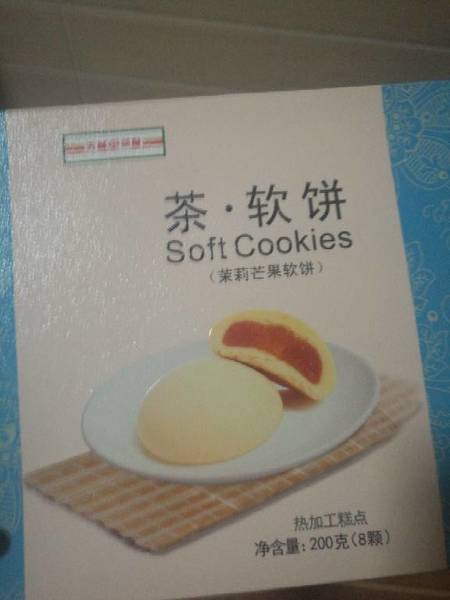 茶·软饼
Soft Cookies
（茉莉芒果软饼）
热加工糕点
净含量: 200克(8颗)